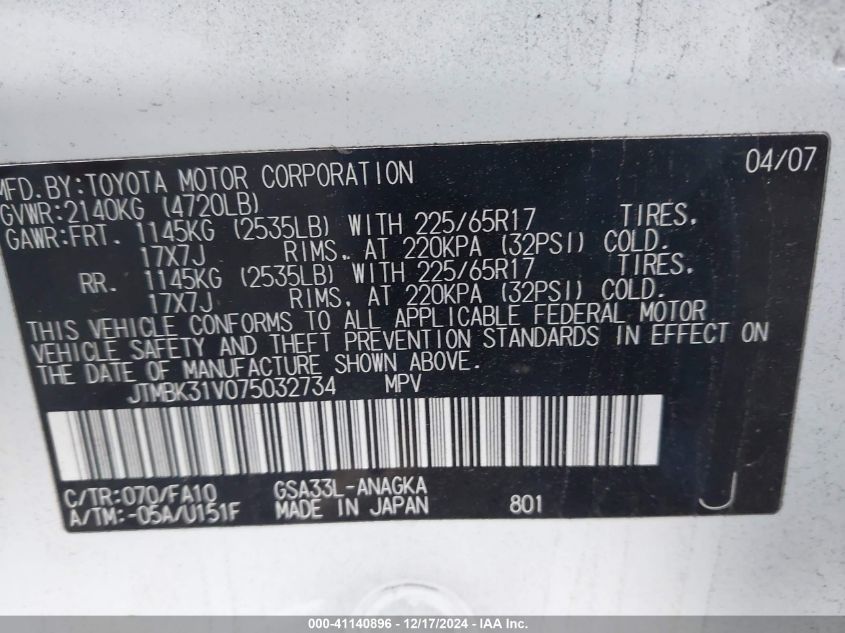 MFD.BY:TOYOTA MOTOR CORPORATION 04/07
GVWR:2140KG (4720LB)
GAWR:FRT. 1145KG (2535LB) WITH 225/65R17 TIRES,
17X7J RIMS, AT 220KPA (32PSI) COLD.
RR. 1145KG (2535LB) WITH 225/65R17 TIRES,
17X7J RIMS, AT 220KPA (32PSI) COLD.
THIS VEHICLE CONFORMS TO ALL APPLICABLE FEDERAL MOTOR
VEHICLE SAFETY AND THEFT PREVENTION STANDARDS IN EFFECT ON
THE DATE OF MANUFACTURE SHOWN ABOVE.
JTMBK31V075032734 MPV
C/TR:070/FA10 GSA33L-ANAGKA
A/TM:-05A/U151F MADE IN JAPAN 801 J
000-41140896 - 12/17/2024 - IAAI, Inc.